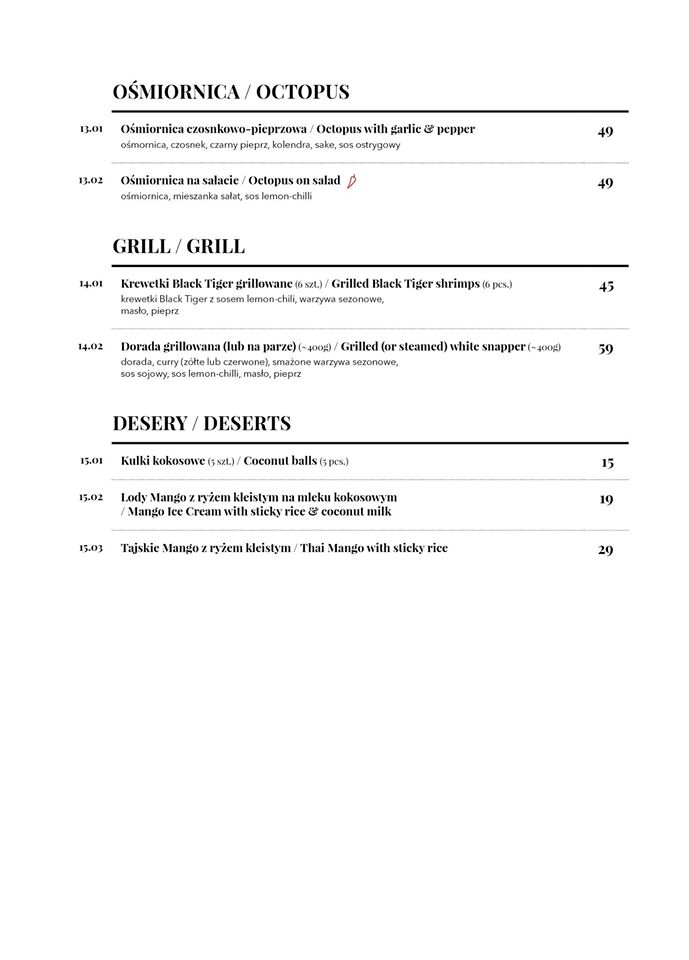 OŚMIORNICA / OCTOPUS
13.01 Ośmiornica czosnkowo-pieprzowa / Octopus with garlic & pepper 49
ośmornica, czosnek, czarny pieprz, kolendra, sake, sos ostrygowy
13.02 Ośmiornica na sałacie / Octopus on salad 49
ośmiornica, mieszanka sałat, sos lemon-chilli
GRILL / GRILL
14.01 Krewetki Black Tiger grillowane (6 szt.) / Grilled Black Tiger shrimps (6 pcs.) 45
krewetki Black Tiger z sosem lemon-chili, warzywa sezonowe,
masło, pieprz
14.02 Dorada grillowana (lub na parze) (~400g) / Grilled (or steamed) white snapper (~400g) 59
dorada, curry (żółte lub czerwone), smażone warzywa sezonowe,
sos sojowy, sos lemon-chilli, masło, pieprz
DESERY / DESERTS
15.01 Kulki kokosowe (5 szt.) / Coconut balls (5 pcs.) 15
15.02 Lody Mango z ryżem kleistym na mleku kokosowym 19
/ Mango Ice Cream with sticky rice & coconut milk
15.03 Tajskie Mango z ryżem kleistym / Thai Mango with sticky rice 29